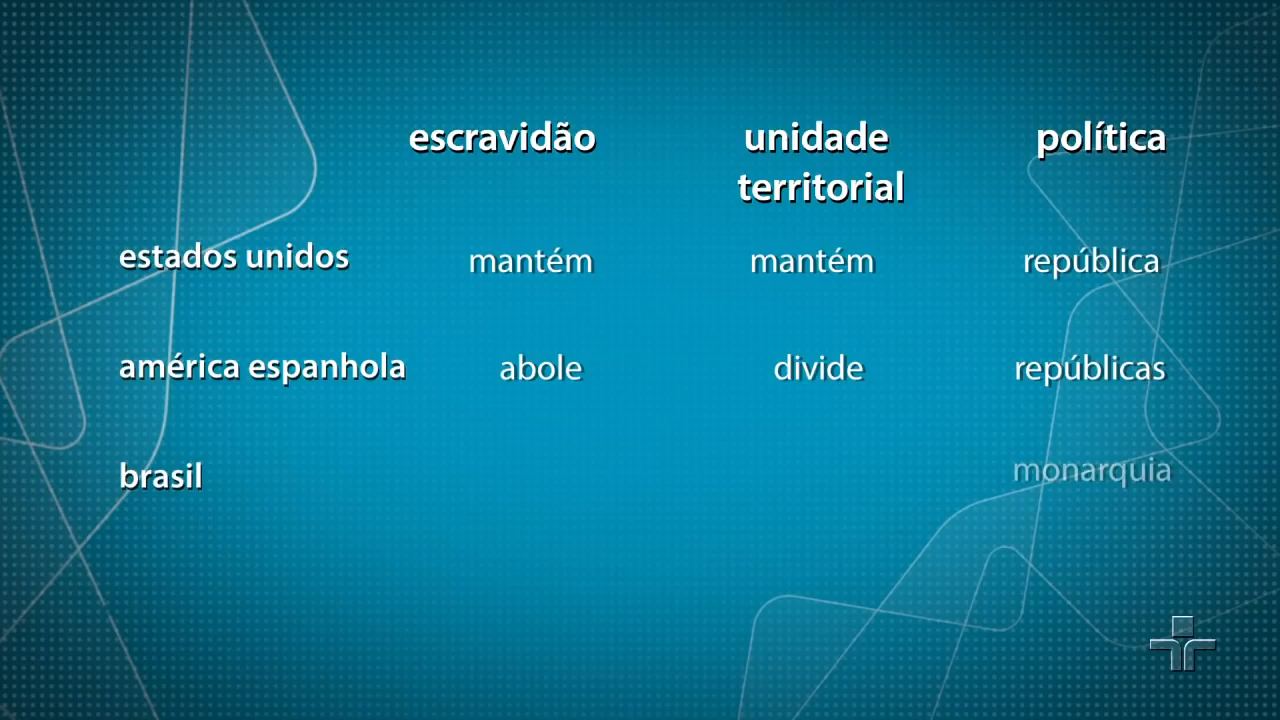 escravidão
unidade
territorial
política
estados unidos
mantém
mantém
república
américa espanhola
abole
divide
repúblicas
brasil
monarquia